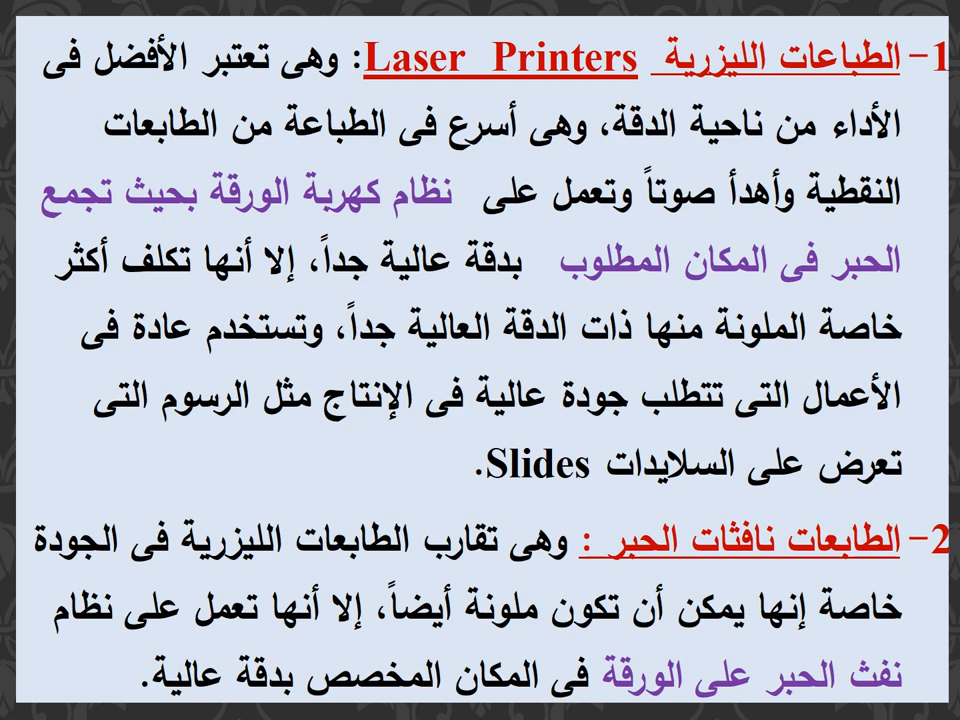 1- الطباعات الليزرية Laser Printers: وهى تعتبر الأفضل فى
الأداء من ناحية الدقة، وهى أسرع فى الطباعة من الطابعات
النقطية وأهدأ صوتاً وتعمل على نظام كهربة الورقة بحيث تجمع
الحبر فى المكان المطلوب بدقة عالية جداً، إلا أنها تكلف أكثر
خاصة الملونة منها ذات الدقة العالية جداً، وتستخدم عادة فى
الأعمال التى تتطلب جودة عالية فى الإنتاج مثل الرسوم التى
تعرض على السلايدات Slides.
2- الطابعات نافثات الحبر : وهى تقارب الطابعات الليزرية فى الجودة
خاصة إنها يمكن أن تكون ملونة أيضاً، إلا أنها تعمل على نظام
نفث الحبر على الورقة فى المكان المخصص بدقة عالية.